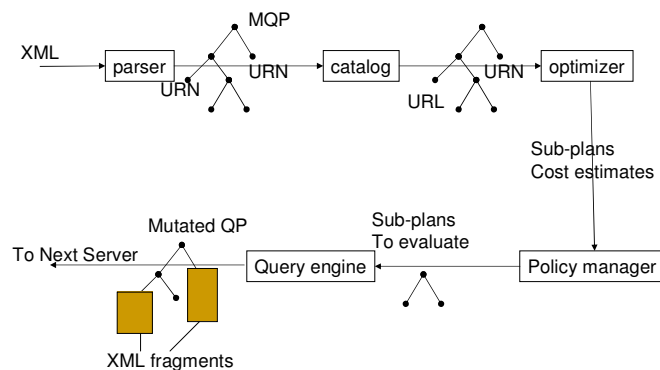 MQP
XML
parser
URN
URN
catalog
URN
URL
optimizer
Sub-plans
Cost estimates
Mutated QP
To Next Server
Sub-plans
To evaluate
Query engine
Policy manager
XML fragments